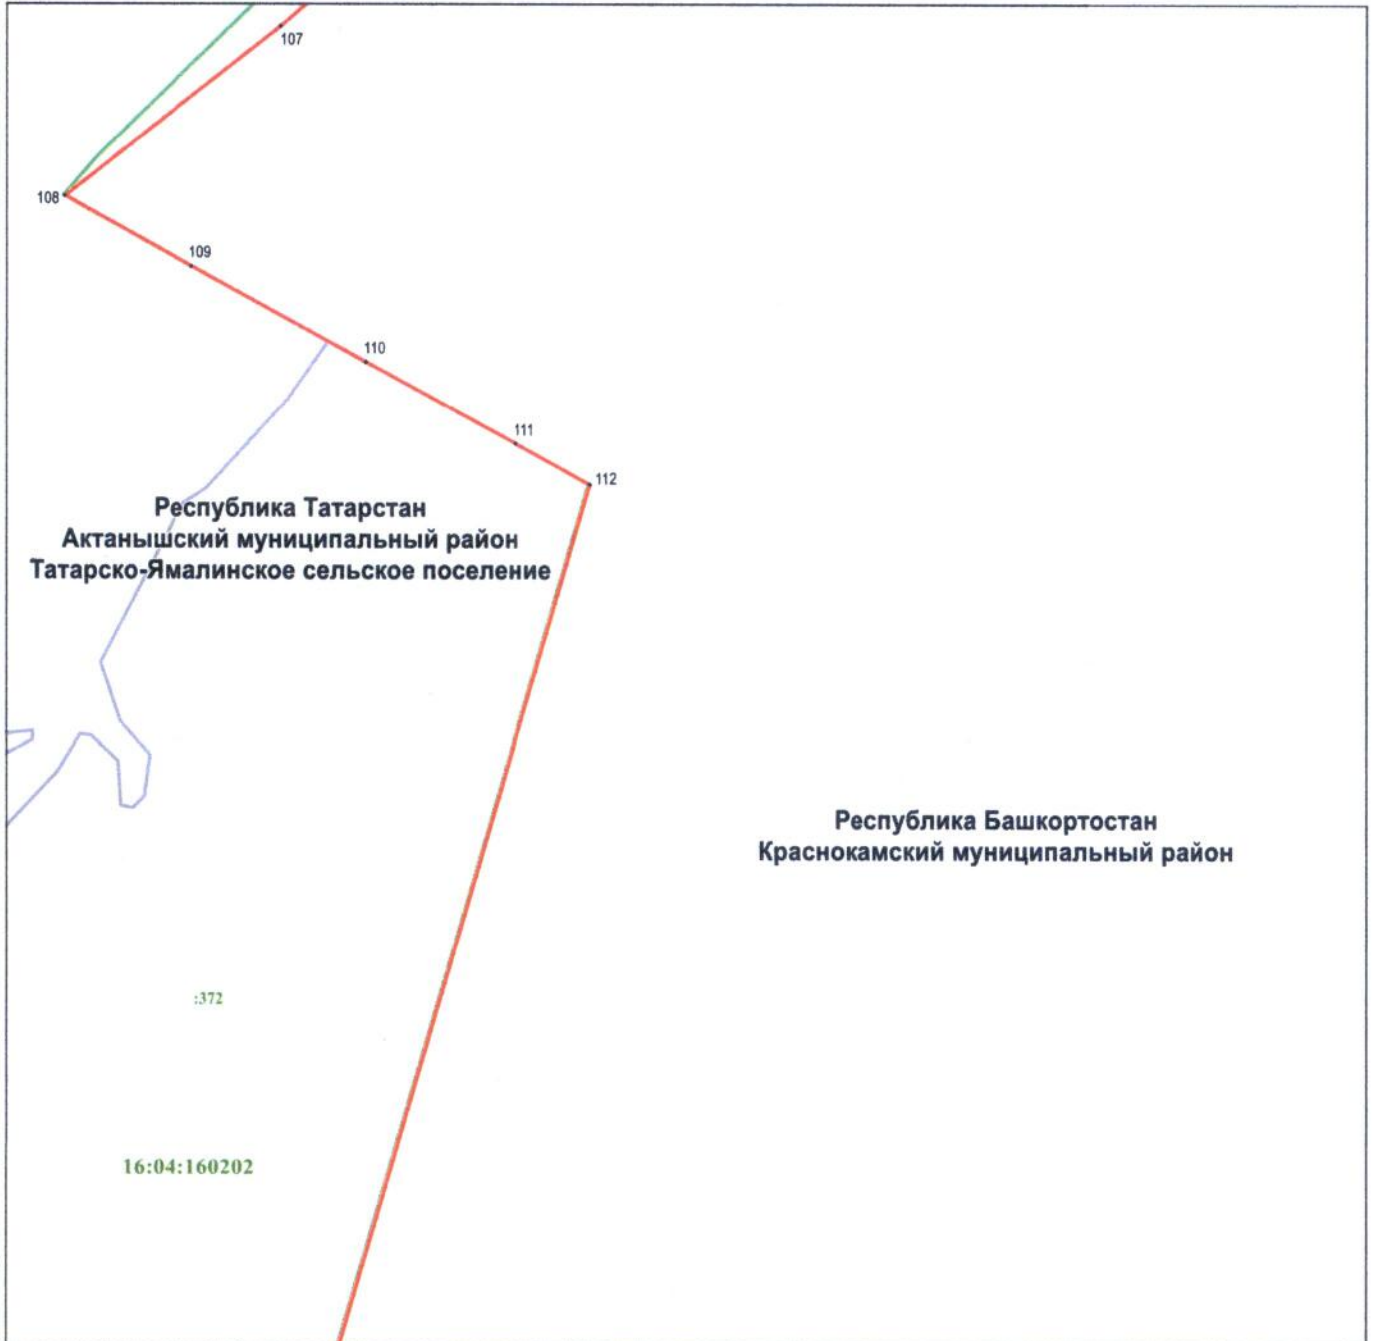 107
108
109
110
111
112
Республика Татарстан
Актанышский муниципальный район
Татарско-Ямалинское сельское поселение
Республика Башкортостан
Краснокамский муниципальный район
:372
16:04:160202